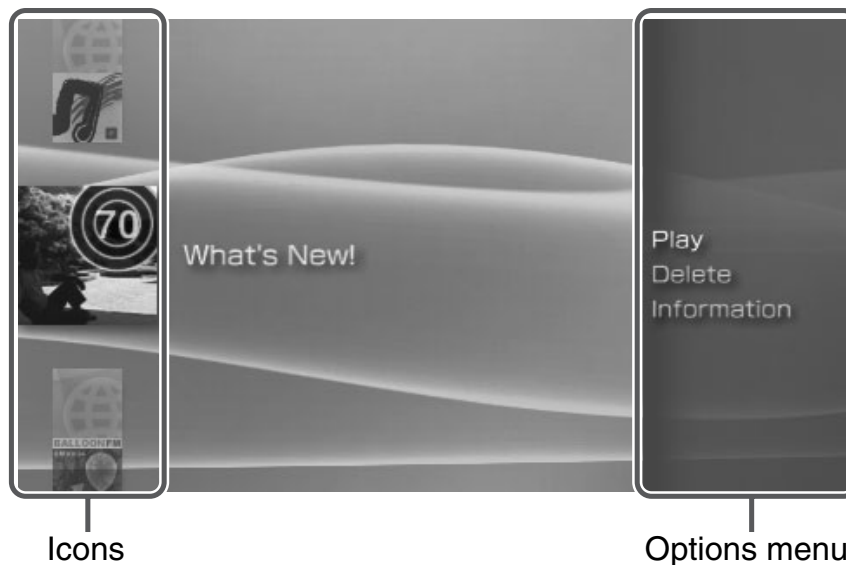 70
What's New!
BALLOONFM
Play
Delete
Information
Icons
Options menu